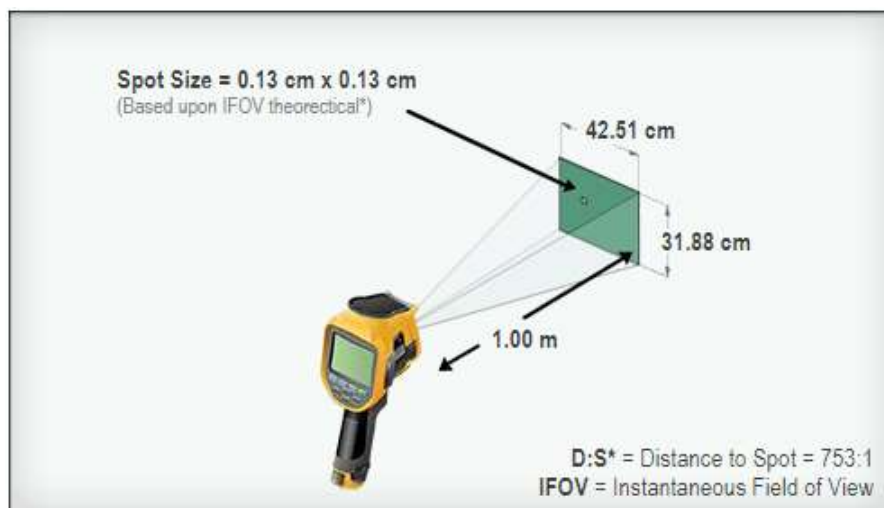 Spot Size = 0.13 cm x 0.13 cm
(Based upon IFOV theorectical*)
42.51 cm
31.88 cm
1.00 m
D:S* = Distance to Spot = 753:1
IFOV = Instantaneous Field of View